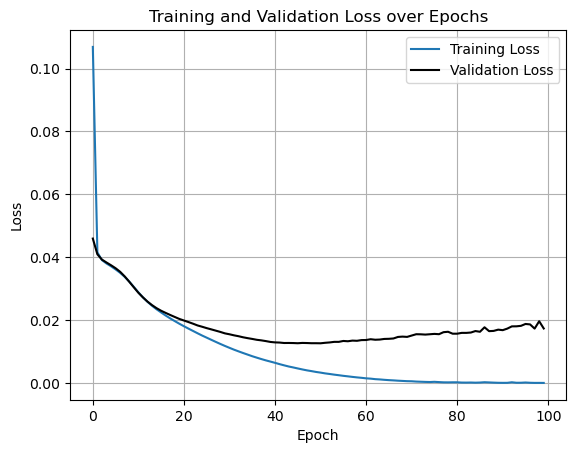 Training and Validation Loss over Epochs
Training Loss
Validation Loss
0.10
0.08
0.06
0.04
0.02
0.00
Loss
0 20 40 60 80 100
Epoch